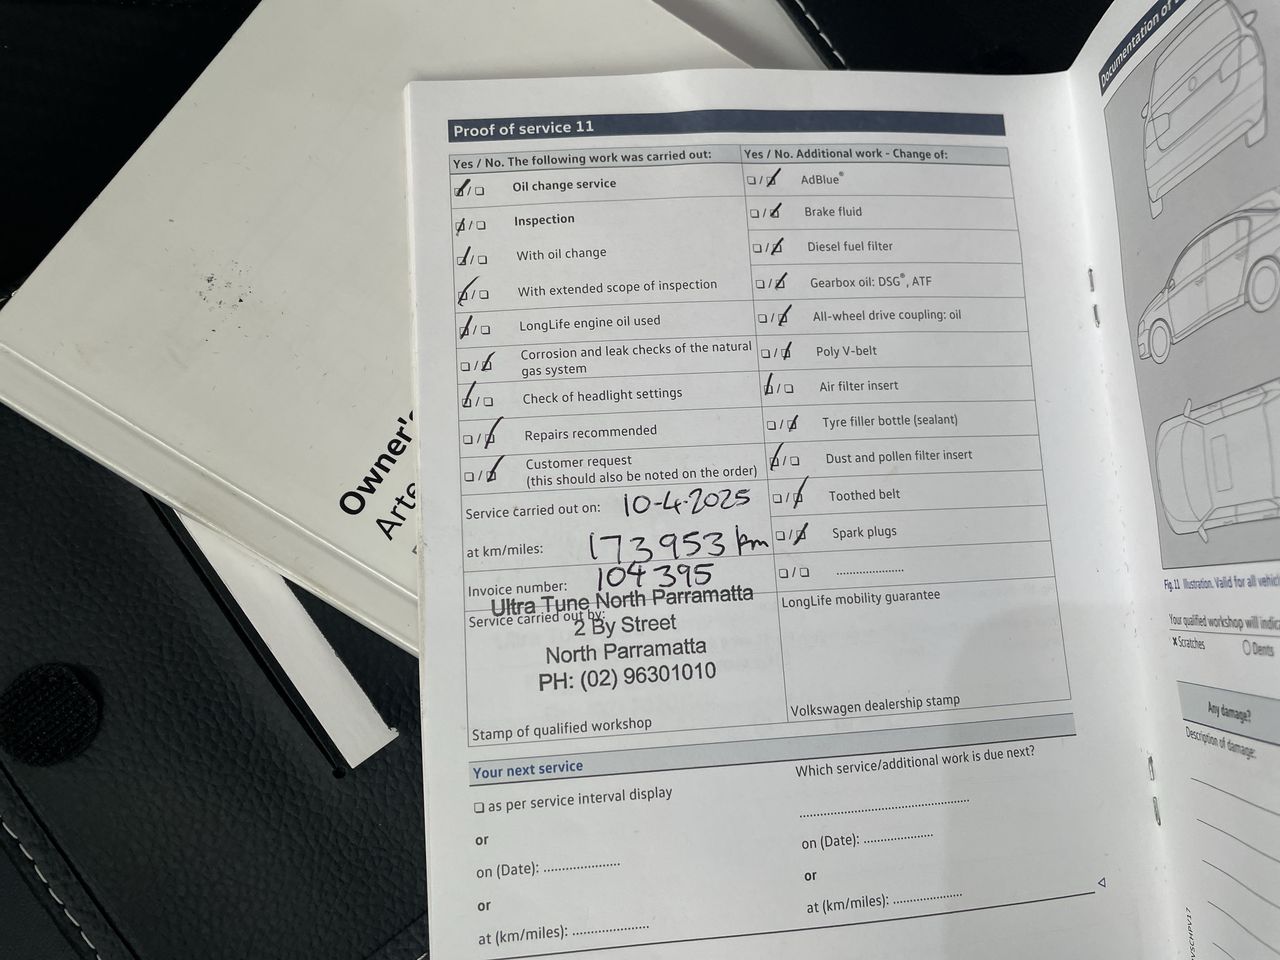 Owner's
Arte
Proof of service 11
Yes / No. The following work was carried out:
☑/☐ Oil change service
☑/☐ Inspection
☑/☐ With oil change
☑/☐ With extended scope of inspection
☑/☐ LongLife engine oil used
☐/☑ Corrosion and leak checks of the natural
gas system
☑/☐ Check of headlight settings
☐/☑ Repairs recommended
☐/☑ Customer request
(this should also be noted on the order)
Service carried out on: 10-4-2025
at km/miles: 173953 km
Invoice number: 104395
Ultra Tune North Parramatta
Service carried out by:
2 By Street
North Parramatta
PH: (02) 96301010
Stamp of qualified workshop
Yes / No. Additional work - Change of:
☐/☑ AdBlue®
☐/☑ Brake fluid
☐/☑ Diesel fuel filter
☐/☑ Gearbox oil: DSG®, ATF
☐/☑ All-wheel drive coupling: oil
☐/☑ Poly V-belt
☑/☐ Air filter insert
☐/☑ Tyre filler bottle (sealant)
☑/☐ Dust and pollen filter insert
☐/☑ Toothed belt
☐/☑ Spark plugs
☐/☐ ....................
LongLife mobility guarantee
Volkswagen dealership stamp
Your next service
☐ as per service interval display
or
on (Date): ....................
or
at (km/miles): ....................
Which service/additional work is due next?
............................................
on (Date): ....................
or
at (km/miles): ....................
Documentation of
Fig. 11 Illustration. Valid for all vehicl
Your qualified workshop will indica
x Scratches
O Dents
Any damage?
Description of damage: